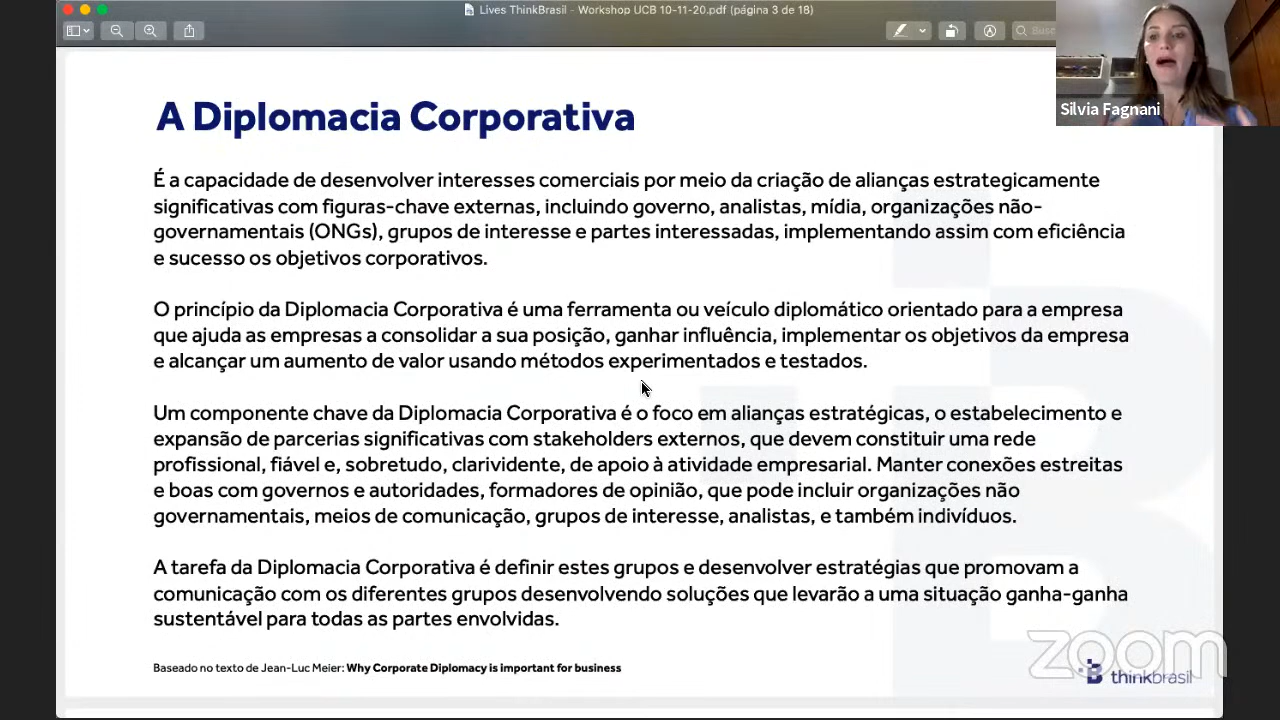 Lives ThinkBrasil - Workshop UCB 10-11-20.pdf (página 3 de 18)
Busc
Silvia Fagnani
A Diplomacia Corporativa
É a capacidade de desenvolver interesses comerciais por meio da criação de alianças estrategicamente
significativas com figuras-chave externas, incluindo governo, analistas, mídia, organizações não-
governamentais (ONGs), grupos de interesse e partes interessadas, implementando assim com eficiência
e sucesso os objetivos corporativos.
O princípio da Diplomacia Corporativa é uma ferramenta ou veículo diplomático orientado para a empresa
que ajuda as empresas a consolidar a sua posição, ganhar influência, implementar os objetivos da empresa
e alcançar um aumento de valor usando métodos experimentados e testados.
Um componente chave da Diplomacia Corporativa é o foco em alianças estratégicas, o estabelecimento e
expansão de parcerias significativas com stakeholders externos, que devem constituir uma rede
profissional, fiável e, sobretudo, clarividente, de apoio à atividade empresarial. Manter conexões estreitas
e boas com governos e autoridades, formadores de opinião, que pode incluir organizações não
governamentais, meios de comunicação, grupos de interesse, analistas, e também indivíduos.
A tarefa da Diplomacia Corporativa é definir estes grupos e desenvolver estratégias que promovam a
comunicação com os diferentes grupos desenvolvendo soluções que levarão a uma situação ganha-ganha
sustentável para todas as partes envolvidas.
Baseado no texto de Jean-Luc Meier: Why Corporate Diplomacy is important for business
zoom
thinkbrasil